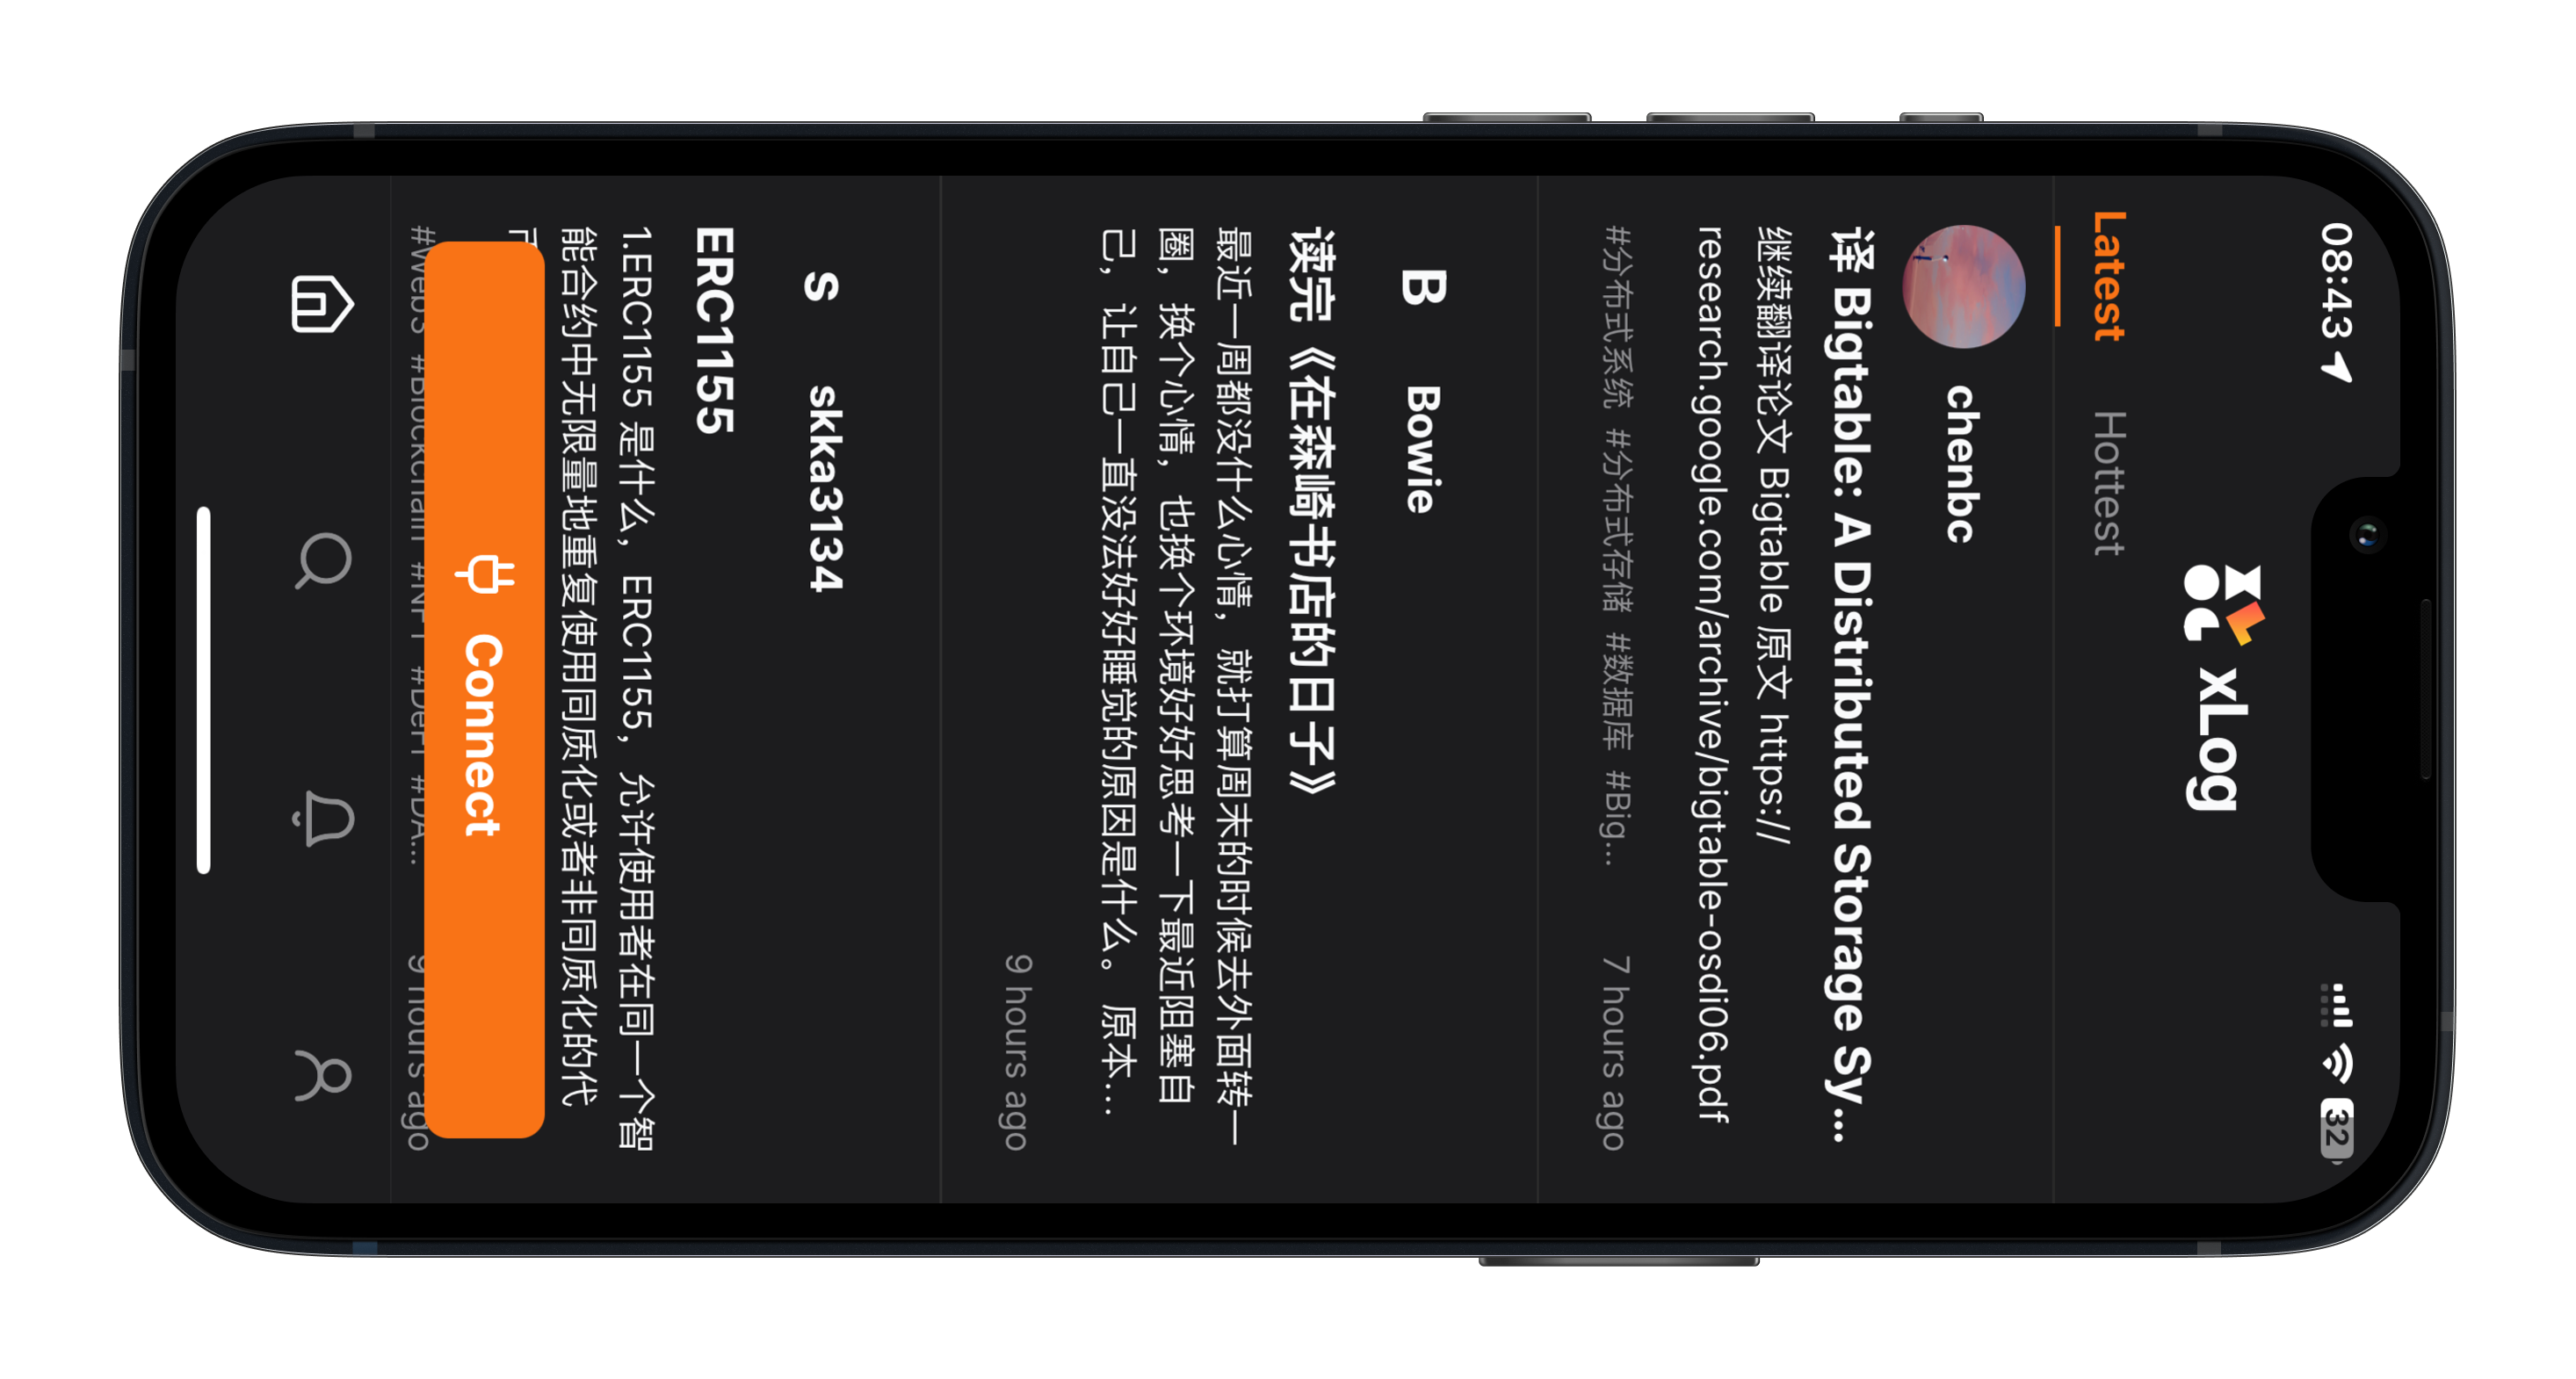 08:43
32
xLog
Latest Hottest
chenbc
译 Bigtable: A Distributed Storage Sy...
继续翻译论文 Bigtable 原文 https://
research.google.com/archive/bigtable-osdi06.pdf
#分布式系统 #分布式存储 #数据库 #Big... 7 hours ago
B Bowie
读完《在森崎书店的日子》
最近一周都没什么心情，就打算周末的时候去外面转一
圈，换个心情，也换个环境好好思考一下最近阻塞自
己，让自己一直没法好好睡觉的原因是什么。原本...
9 hours ago
s skka3134
ERC1155
1.ERC1155 是什么，ERC1155，允许使用者在同一个智
能合约中无限量地重复使用同质化或者非同质化的代
Connect
#Web3 #Blockchain #NFT #DeFi #DA... 9 hours ago